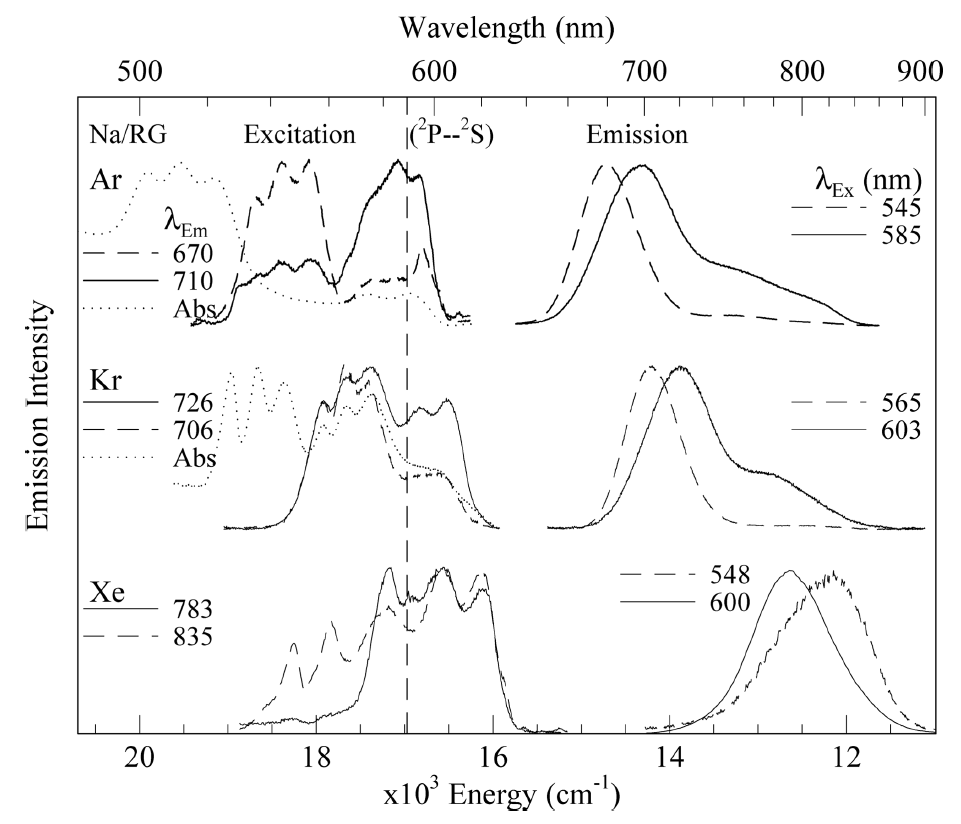 Wavelength (nm)
500 600 700 800 900
Na/RG Excitation (²P--²S) Emission
Ar
λEx (nm)
545
585
λEm
670
710
Abs
Emission Intensity
Kr
726
706
Abs
565
603
Xe
783
835
548
600
20 18 16 14 12
x10³ Energy (cm⁻¹)